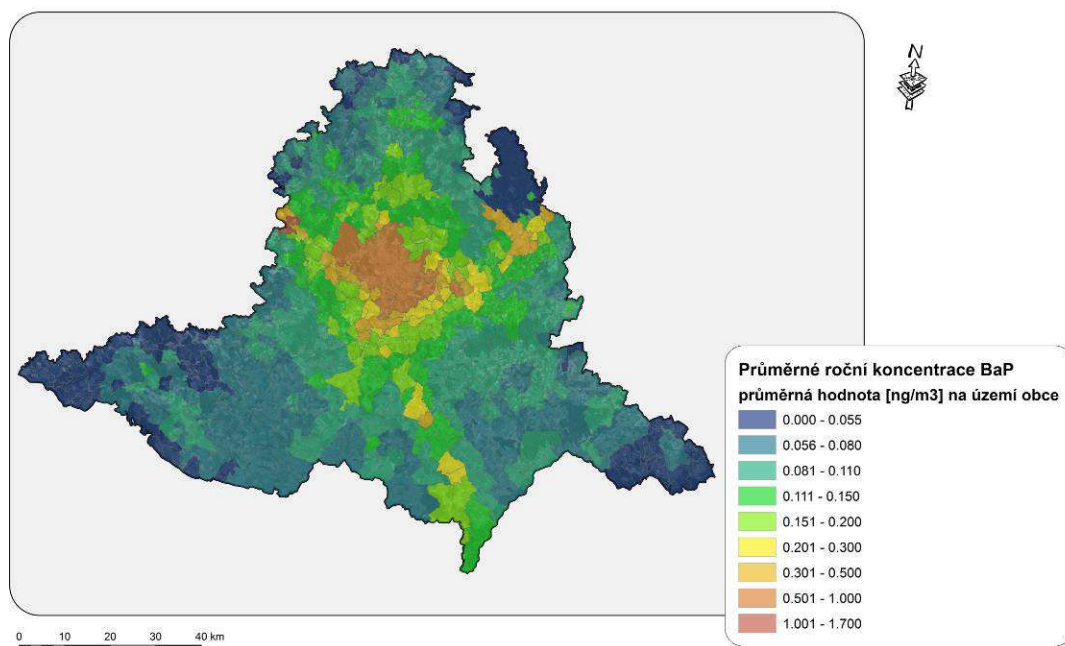 N
Průměrné roční koncentrace BaP
průměrná hodnota [ng/m3] na území obce
0.000 - 0.055
0.056 - 0.080
0.081 - 0.110
0.111 - 0.150
0.151 - 0.200
0.201 - 0.300
0.301 - 0.500
0.501 - 1.000
1.001 - 1.700
0 10 20 30 40 km